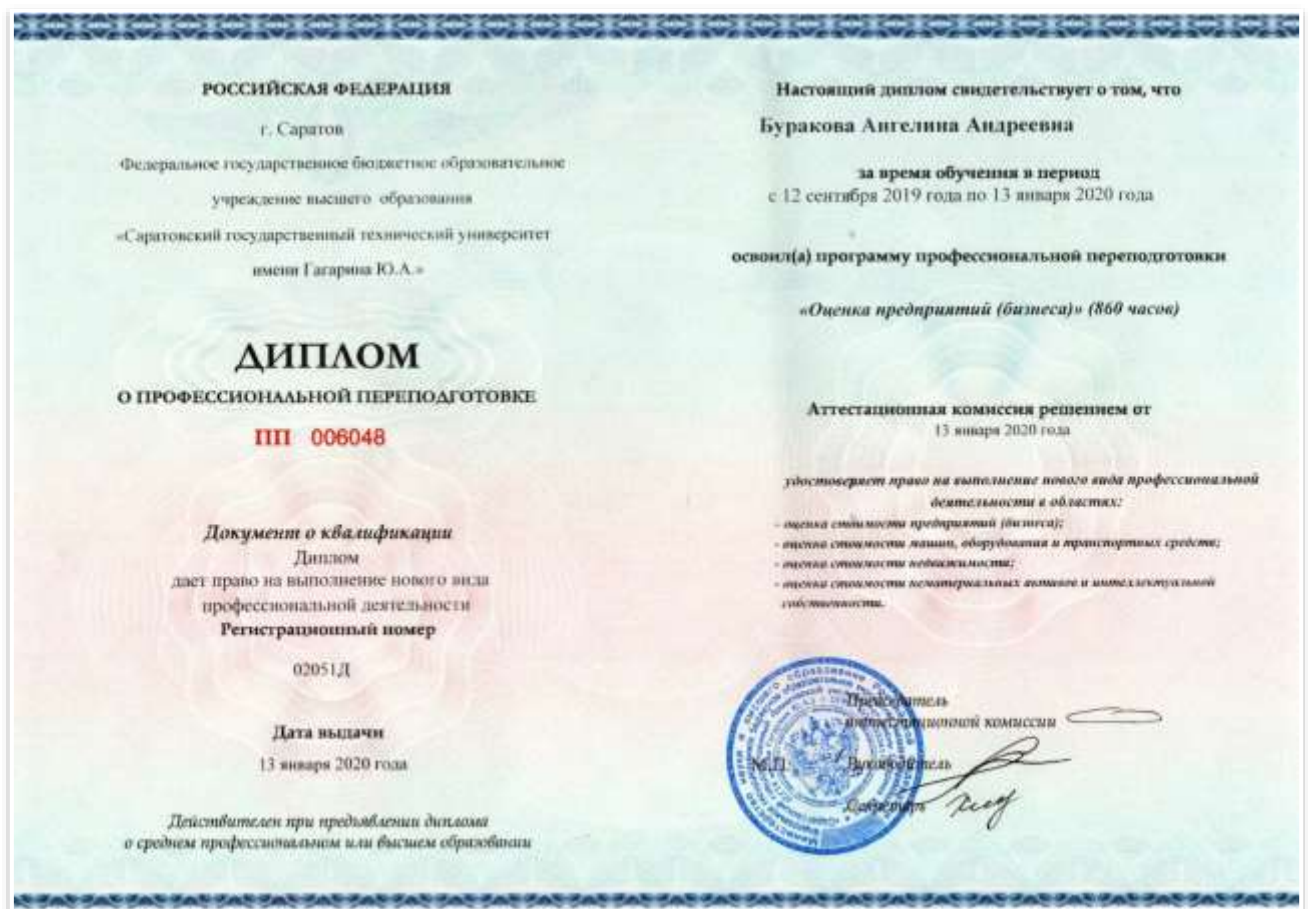 РОССИЙСКАЯ ФЕДЕРАЦИЯ
г. Саратов
Федеральное государственное бюджетное образовательное
учреждение высшего образования
«Саратовский государственный технический университет
имени Гагарина Ю.А.»
ДИПЛОМ
О ПРОФЕССИОНАЛЬНОЙ ПЕРЕПОДГОТОВКЕ
ПП 006048
Документ о квалификации
Диплом
дает право на выполнение нового вида
профессиональной деятельности
Регистрационный номер
02051Д
Дата выдачи
13 января 2020 года
Действителен при предъявлении диплома
о среднем профессиональном или высшем образовании
Настоящий диплом свидетельствует о том, что
Буракова Ангелина Андреевна
за время обучения в период
с 12 сентября 2019 года по 13 января 2020 года
освоил(а) программу профессиональной переподготовки
«Оценка предприятий (бизнеса)» (860 часов)
Аттестационная комиссия решением от
13 января 2020 года
удостоверяет право на выполнение нового вида профессиональной
деятельности в областях:
- оценка стоимости предприятий (бизнеса);
- оценка стоимости машин, оборудования и транспортных средств;
- оценка стоимости недвижимости;
- оценка стоимости нематериальных активов и интеллектуальной
собственности.
Председатель
аттестационной комиссии
М.П. Руководитель
Секретарь